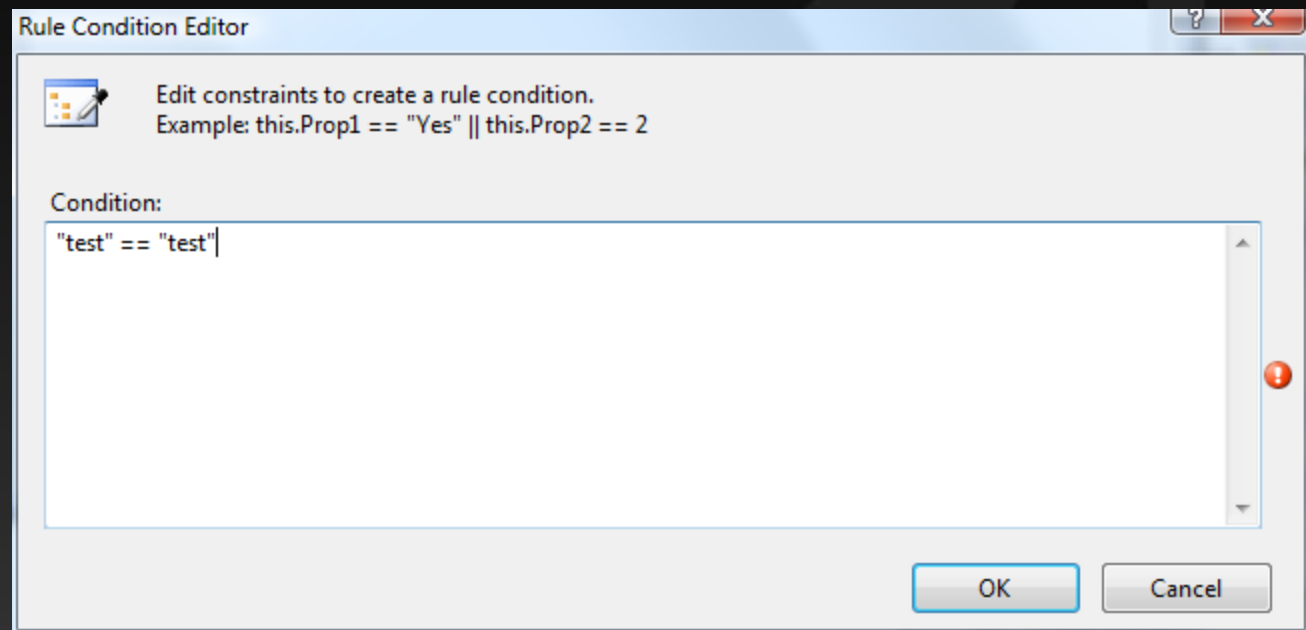 Rule Condition Editor
Edit constraints to create a rule condition.
Example: this.Prop1 == "Yes" || this.Prop2 == 2
Condition:
"test" == "test"
OK Cancel